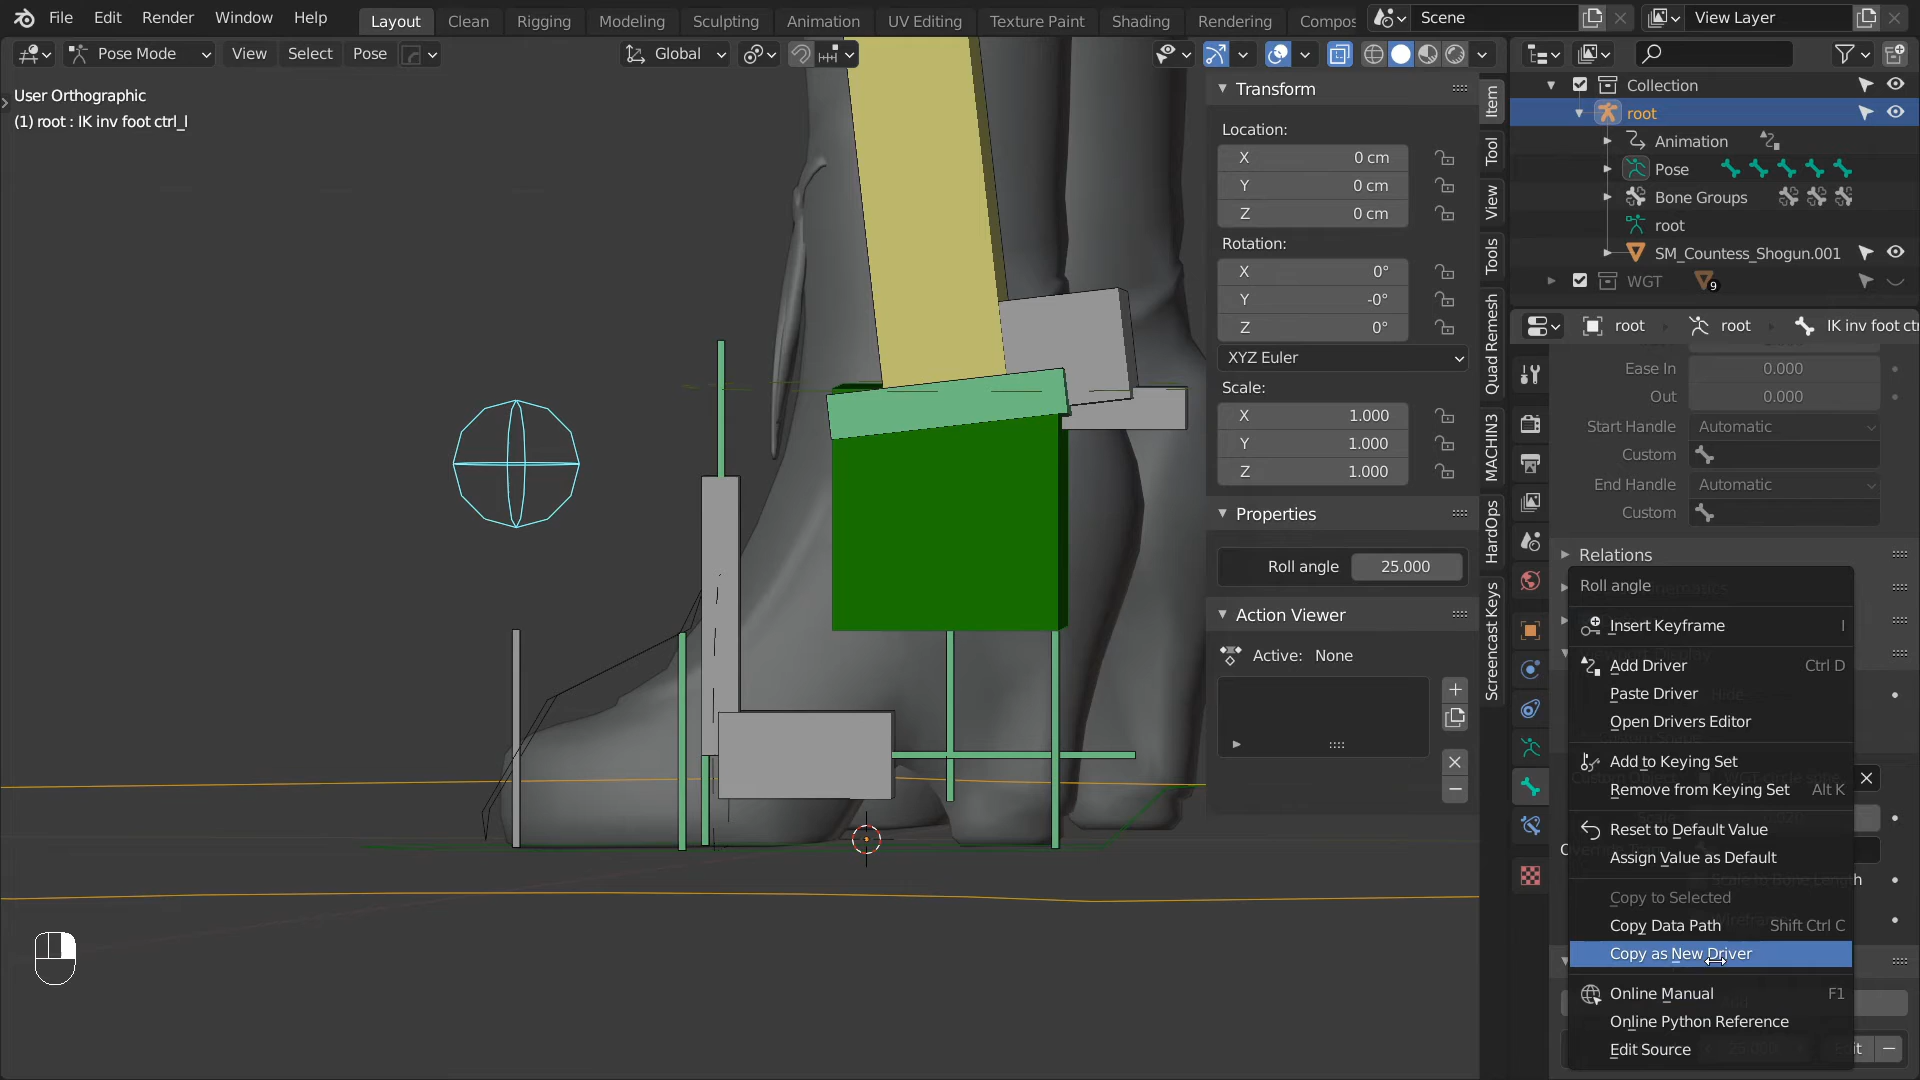 File Edit Render Window Help Layout Clean Rigging Modeling Sculpting Animation UV Editing Texture Paint Shading Rendering Compos Scene View Layer
Pose Mode View Select Pose Global
User Orthographic
(1) root : IK inv foot ctrl_l
Transform
Location:
X 0 cm
Y 0 cm
Z 0 cm
Rotation:
X 0°
Y -0°
Z 0°
XYZ Euler
Scale:
X 1.000
Y 1.000
Z 1.000
Properties
Roll angle 25.000
Action Viewer
Active: None
Item
Tool
View
Tools
Quad Remesh
MACHIN3
HardOps
Screencast Keys
Collection
root
Animation
Pose
Bone Groups
root
SM_Countess_Shogun.001
WGT 9
root root IK inv foot ctr
Ease In 0.000
Out 0.000
Start Handle Automatic
Custom
End Handle Automatic
Custom
Relations
Roll angle
Insert Keyframe I
Add Driver Ctrl D
Paste Driver
Open Drivers Editor
Add to Keying Set
Remove from Keying Set Alt K
Reset to Default Value
Assign Value as Default
Copy to Selected
Copy Data Path Shift Ctrl C
Copy as New Driver
Online Manual F1
Online Python Reference
Edit Source